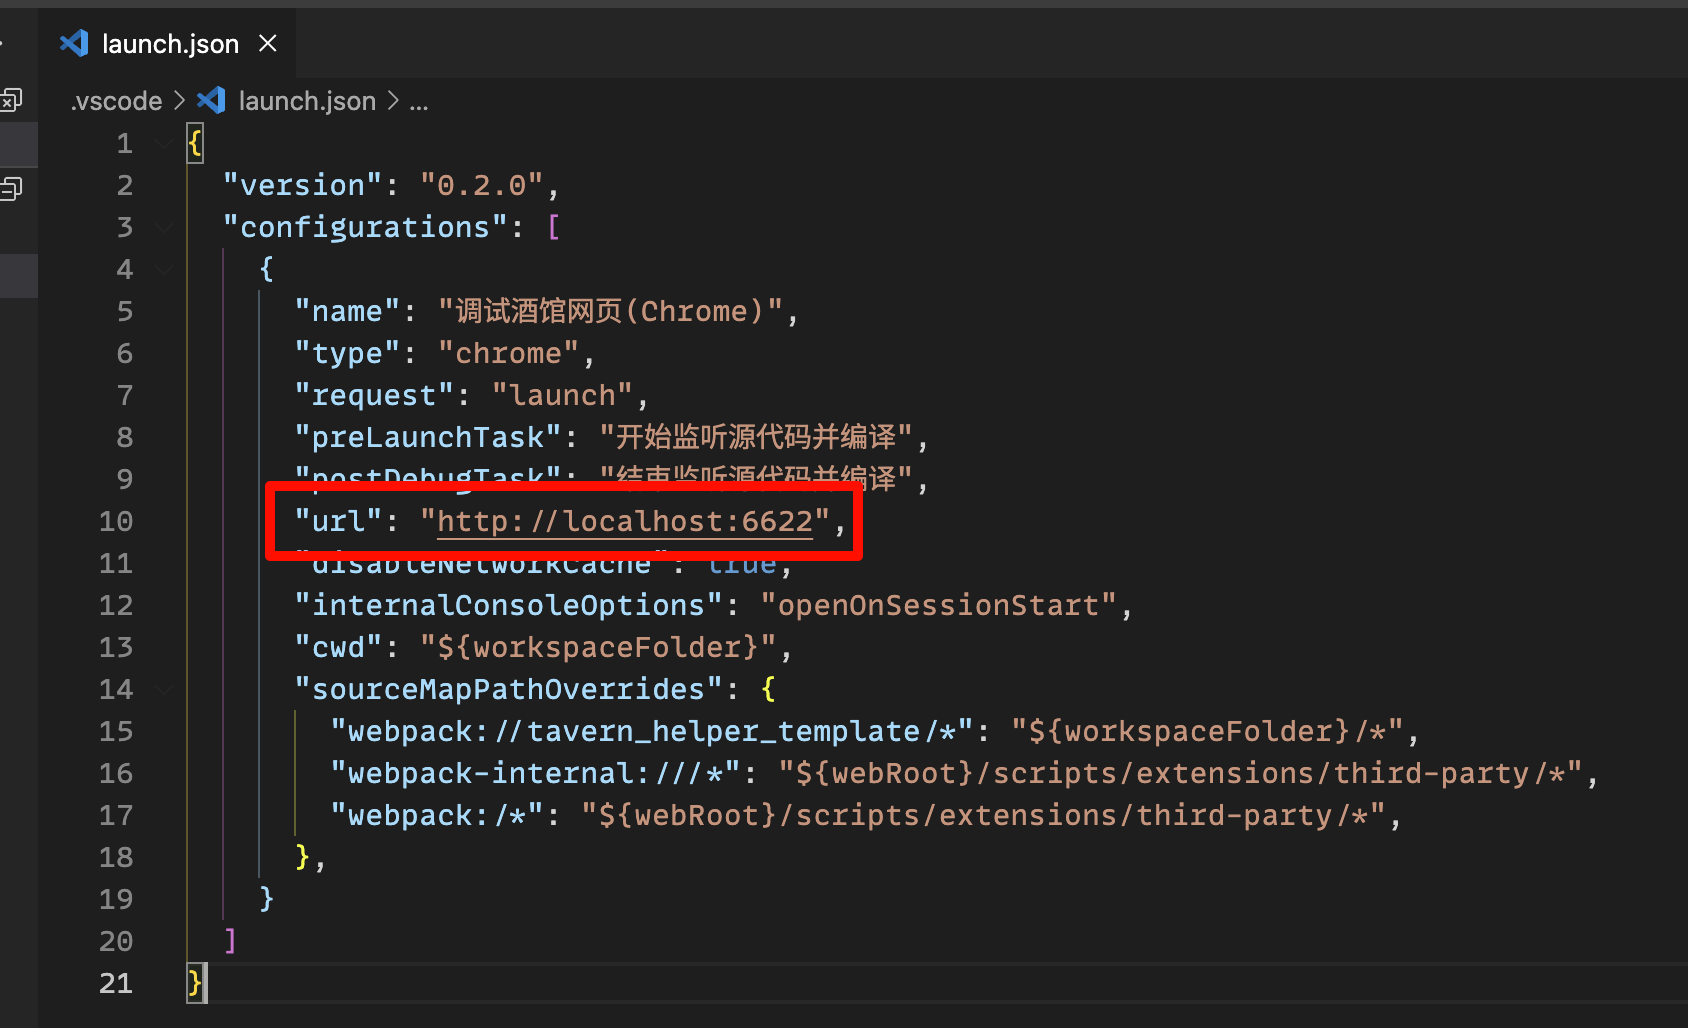 launch.json
.vscode > launch.json > ...
1 {
2 "version": "0.2.0",
3 "configurations": [
4 {
5 "name": "调试酒馆网页(Chrome)",
6 "type": "chrome",
7 "request": "launch",
8 "preLaunchTask": "开始监听源代码并编译",
9 "postDebugTask": "结束监听源代码并编译",
10 "url": "http://localhost:6622",
11 "disableNetworkCache": true,
12 "internalConsoleOptions": "openOnSessionStart",
13 "cwd": "${workspaceFolder}",
14 "sourceMapPathOverrides": {
15 "webpack://tavern_helper_template/*": "${workspaceFolder}/*",
16 "webpack-internal:///*": "${webRoot}/scripts/extensions/third-party/*",
17 "webpack:/*": "${webRoot}/scripts/extensions/third-party/*",
18 },
19 }
20 ]
21 }